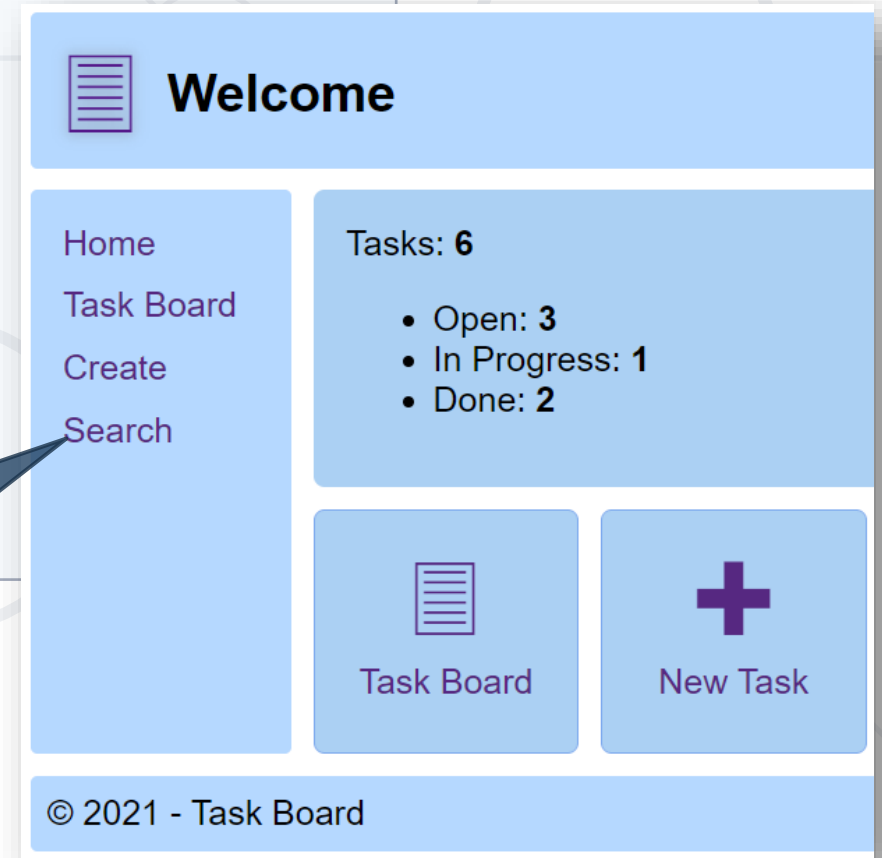 Welcome
Home
Task Board
Create
Search
Tasks: 6
• Open: 3
• In Progress: 1
• Done: 2
Task Board
New Task
© 2021 - Task Board